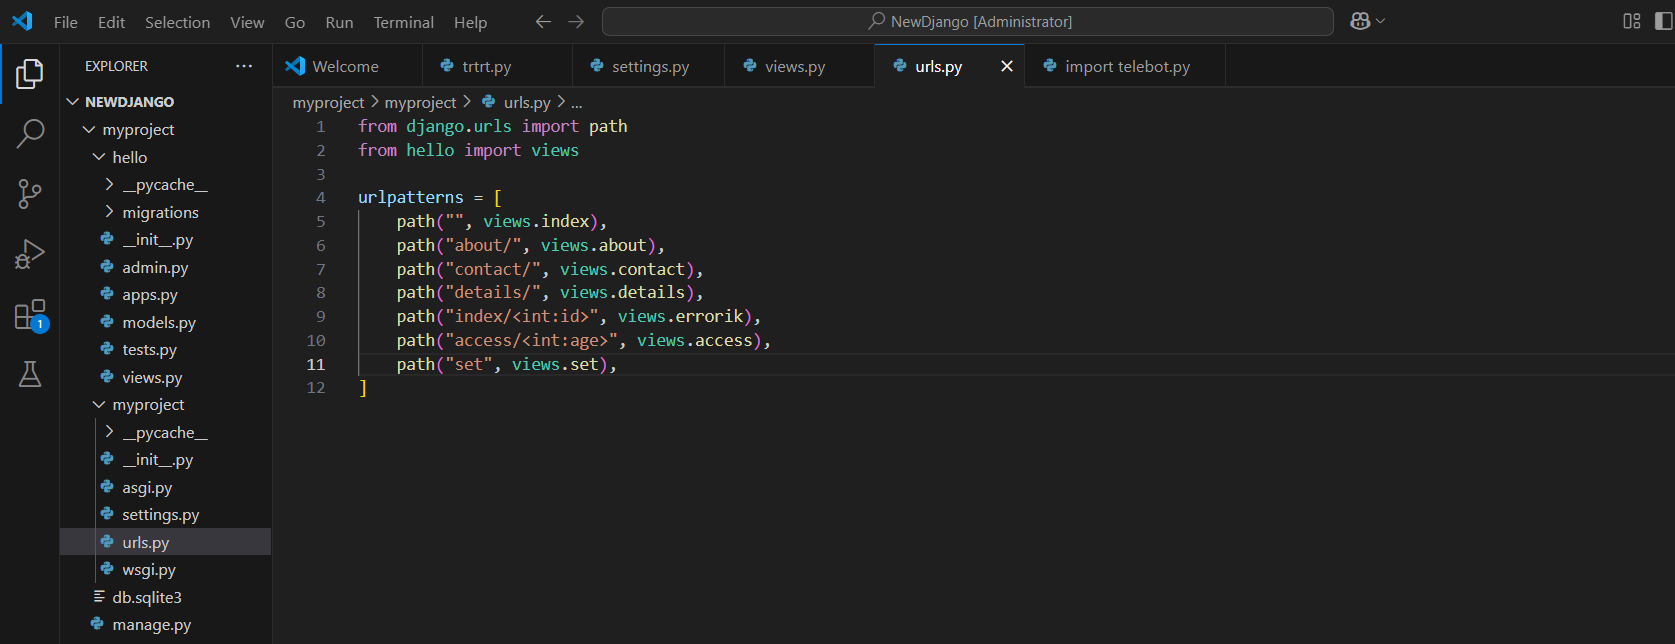 File Edit Selection View Go Run Terminal Help
NewDjango [Administrator]
EXPLORER
Welcome
trtrt.py
settings.py
views.py
urls.py
import telebot.py
NEWDJANGO
myproject
hello
__pycache__
migrations
__init__.py
admin.py
apps.py
models.py
tests.py
views.py
myproject
__pycache__
__init__.py
asgi.py
settings.py
urls.py
wsgi.py
db.sqlite3
manage.py
1
myproject > myproject > urls.py > ...
1 from django.urls import path
2 from hello import views
3
4 urlpatterns = [
5     path("", views.index),
6     path("about/", views.about),
7     path("contact/", views.contact),
8     path("details/", views.details),
9     path("index/<int:id>", views.errorik),
10     path("access/<int:age>", views.access),
11     path("set", views.set),
12 ]